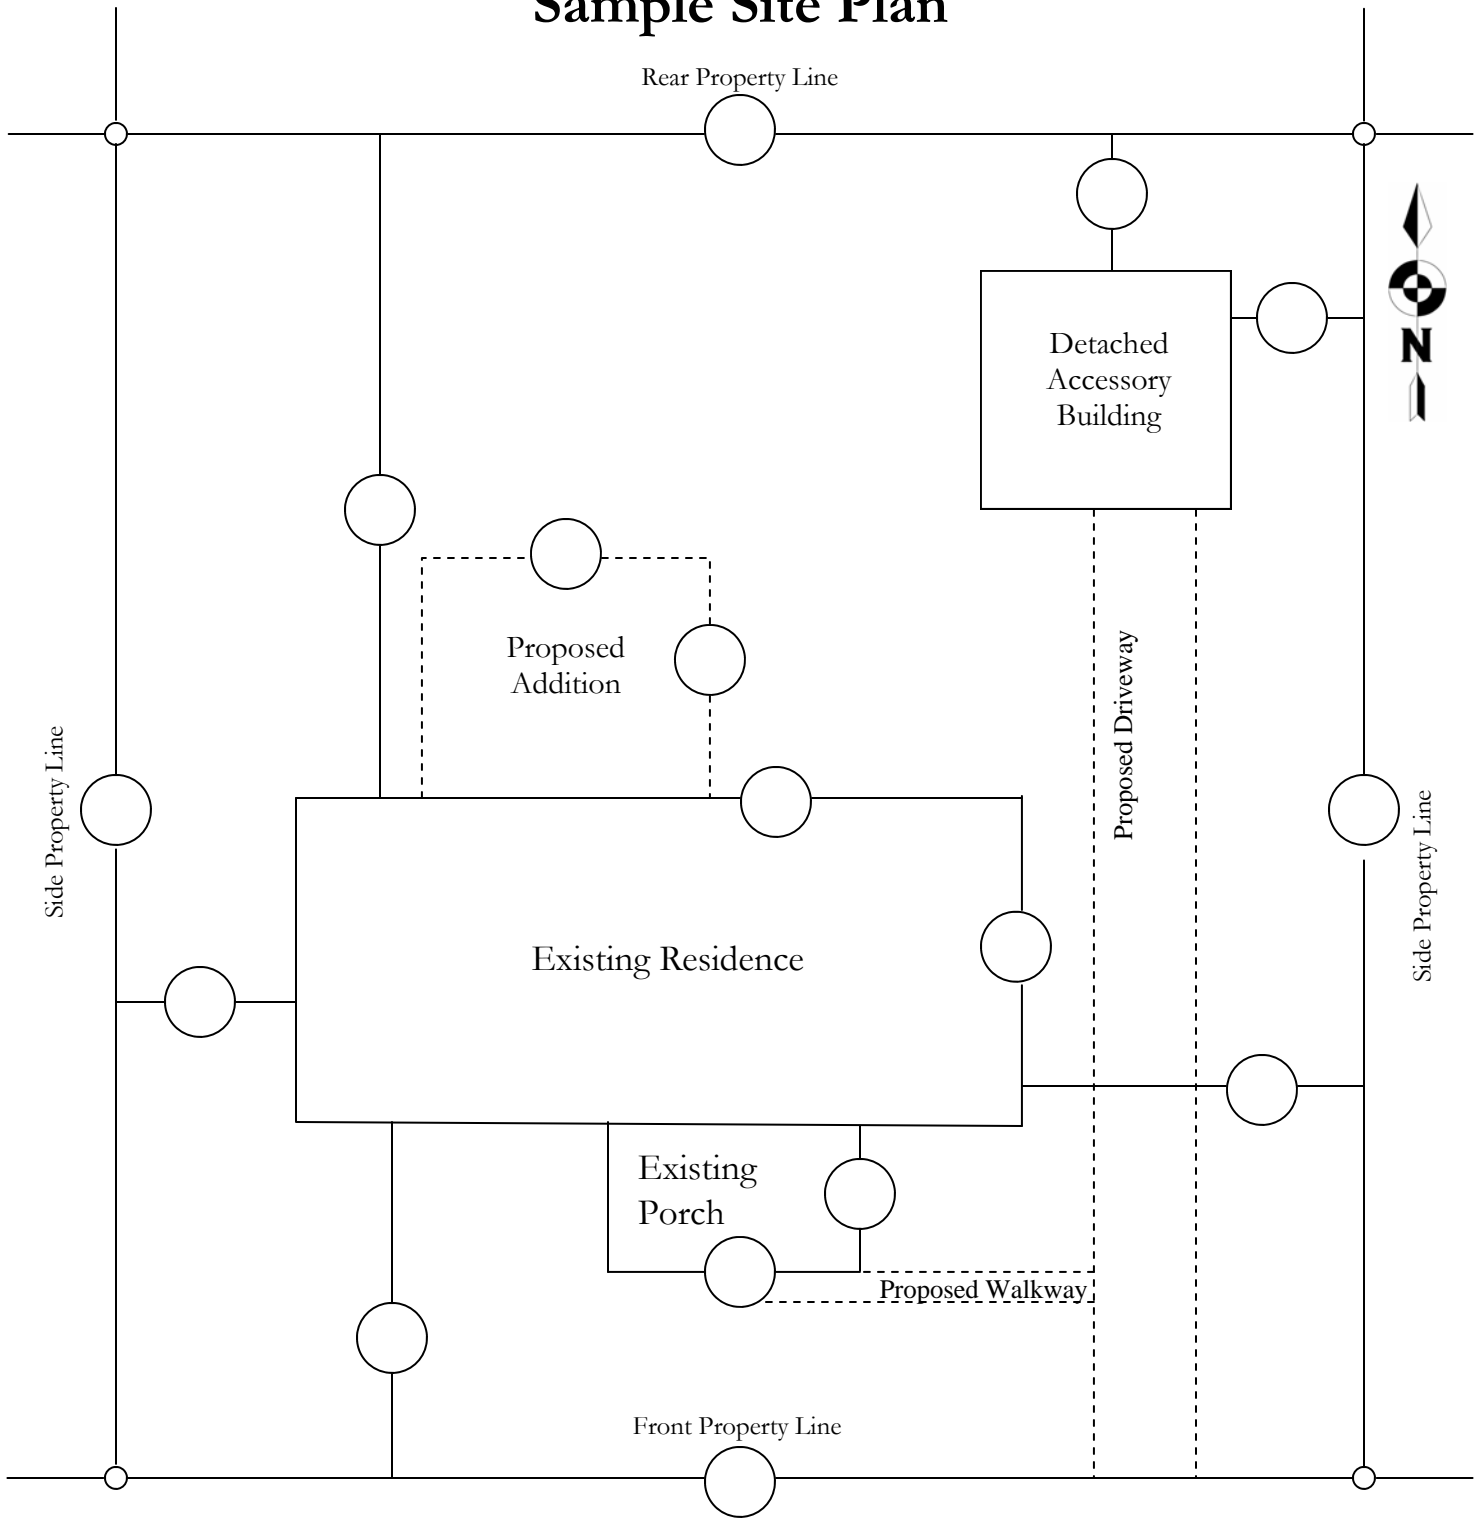 Sample Site Plan
Rear Property Line
N
Detached
Accessory
Building
Proposed
Addition
Proposed Driveway
Side Property Line
Side Property Line
Existing Residence
Existing
Porch
Proposed Walkway
Front Property Line